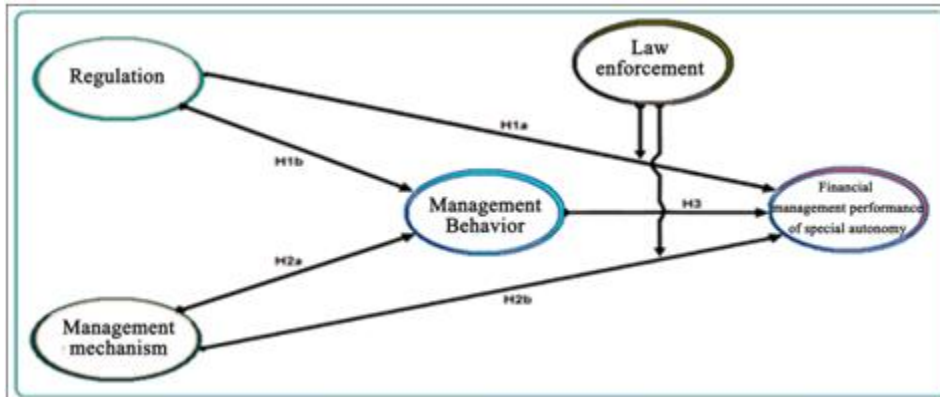 Regulation
Law
enforcement
H1a
H1b
Management
Behavior
H3
Financial
management performance
of special autonomy
H2a
H2b
Management
mechanism